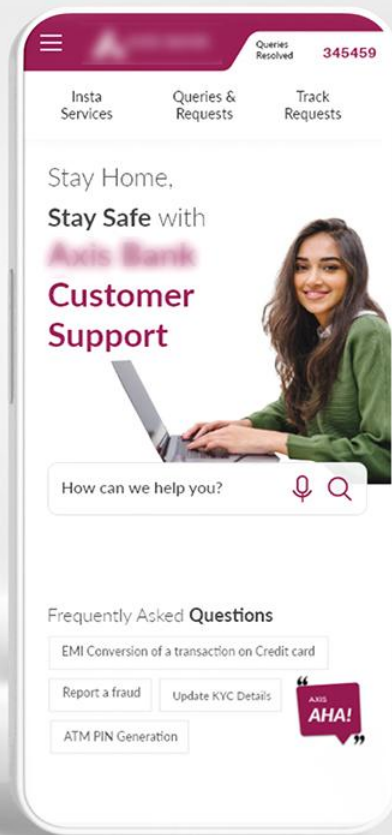 Queries
Resolved
345459
Insta
Services
Queries &
Requests
Track
Requests
Stay Home,
Stay Safe with
Axis Bank
Customer
Support
How can we help you?
Frequently Asked Questions
EMI Conversion of a transaction on Credit card
Report a fraud
Update KYC Details
ATM PIN Generation
AXIS
AHA!